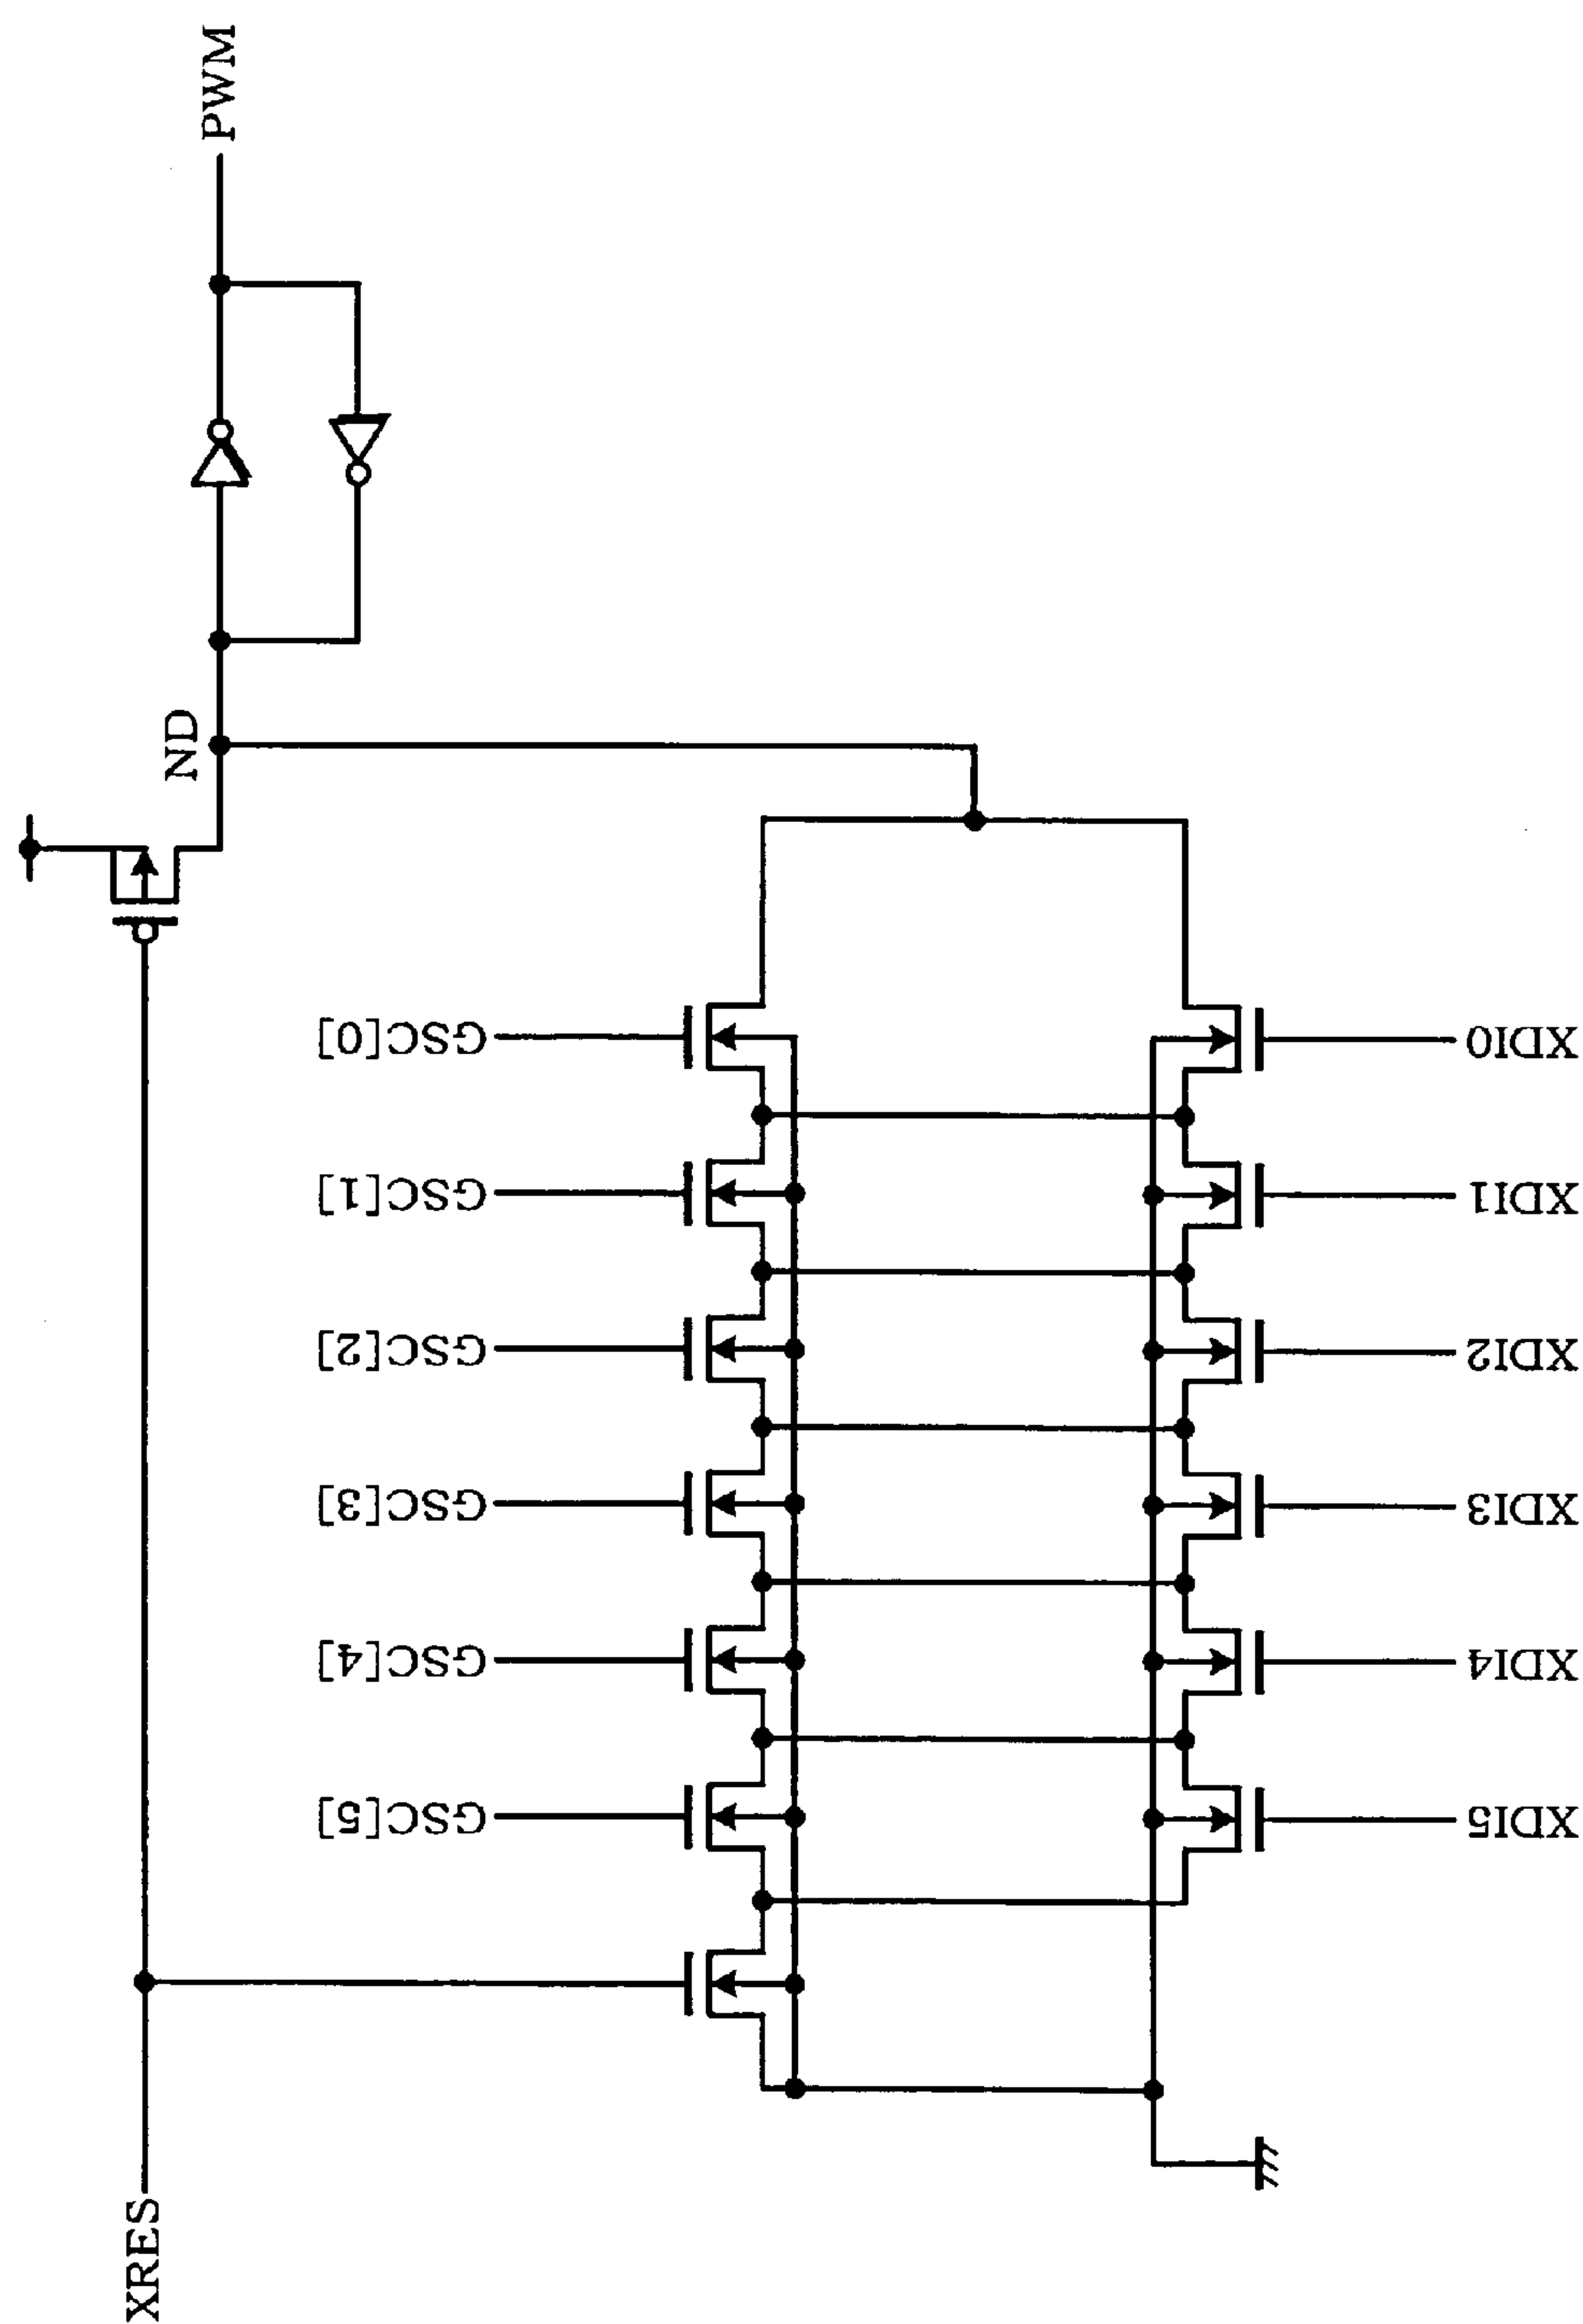 PWM
ND
GSC[0]
XDI0
GSC[1]
XDI1
GSC[2]
XDI2
GSC[3]
XDI3
GSC[4]
XDI4
GSC[5]
XDI5
XRES